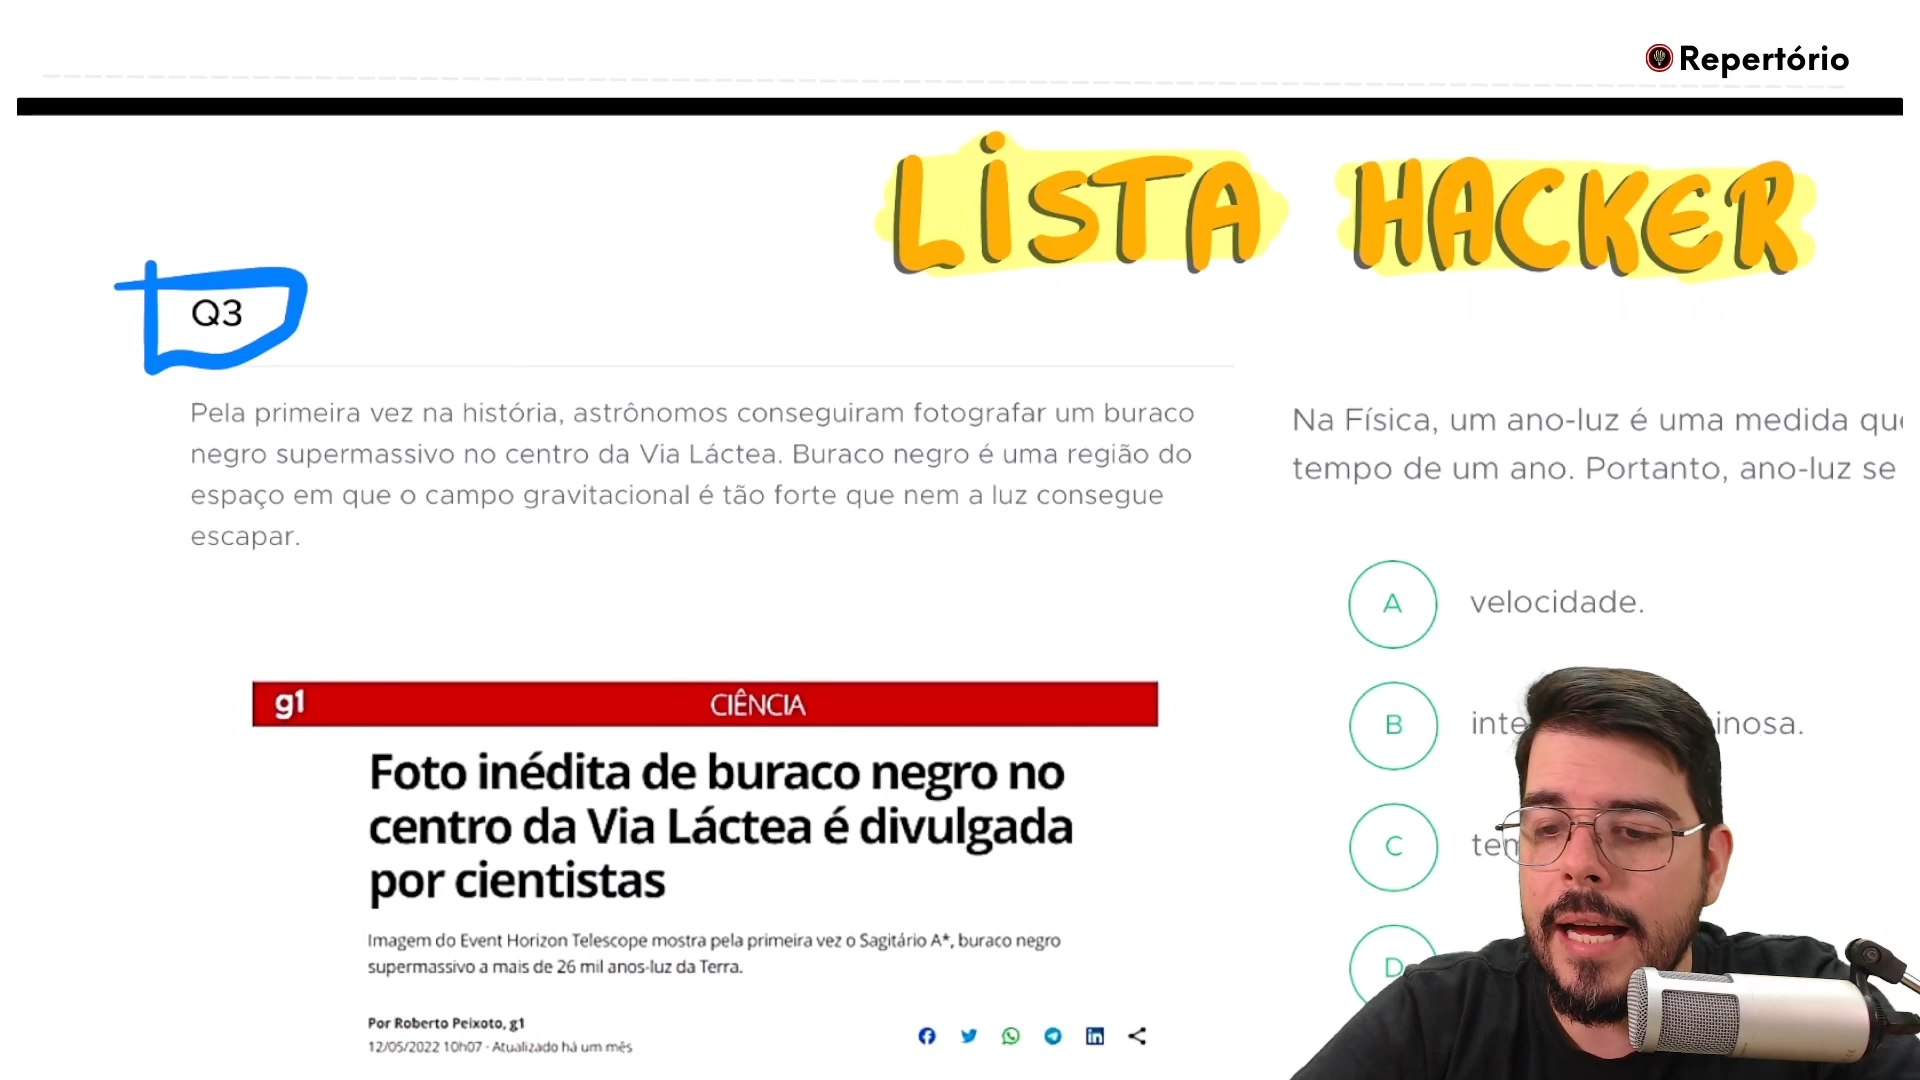 Repertório
LISTA HACKER
Q3
Pela primeira vez na história, astrônomos conseguiram fotografar um buraco
negro supermassivo no centro da Via Láctea. Buraco negro é uma região do
espaço em que o campo gravitacional é tão forte que nem a luz consegue
escapar.
g1 CIÊNCIA
Foto inédita de buraco negro no
centro da Via Láctea é divulgada
por cientistas
Imagem do Event Horizon Telescope mostra pela primeira vez o Sagitário A*, buraco negro
supermassivo a mais de 26 mil anos-luz da Terra.
Por Roberto Peixoto, g1
12/05/2022 10h07 - Atualizado há um mês
Na Física, um ano-luz é uma medida
tempo de um ano. Portanto, ano-luz se
A velocidade.
B
C
D